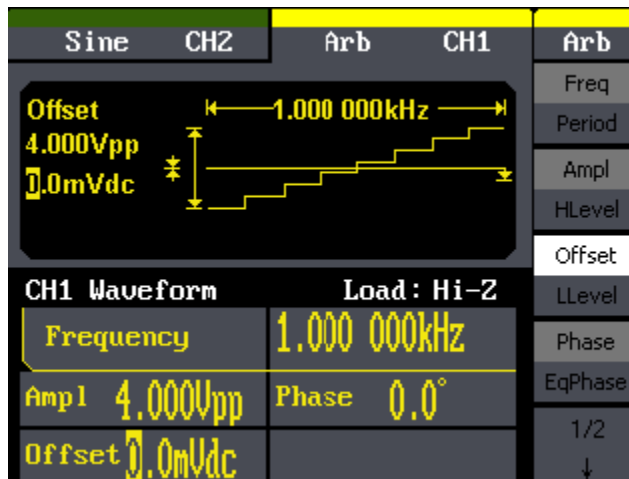 Sine CH2 Arb CH1 Arb
Offset
1.000 000kHz
4.000Vpp
0.0mVdc
CH1 Waveform Load: Hi-Z
Frequency 1.000 000kHz
Ampl 4.000Vpp Phase 0.0°
Offset 0.0mVdc
Freq
Period
Ampl
HLevel
Offset
LLevel
Phase
EqPhase
1/2
↓